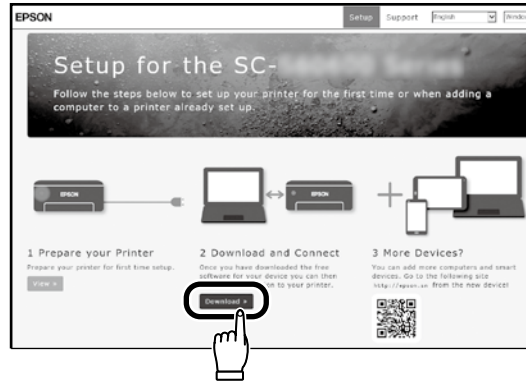 EPSON
Setup Support English Window
Setup for the SC-
Follow the steps below to set up your printer for the first time or when adding a
computer to a printer already set up.
EPSON
EPSON
1 Prepare your Printer
Prepare your printer for first time setup.
View »
2 Download and Connect
Once you have downloaded the free
software for your device you can then
on to your printer.
Download »
3 More Devices?
You can add more computers and smart
devices. Go to the following site
http://epson.sn from the new device!